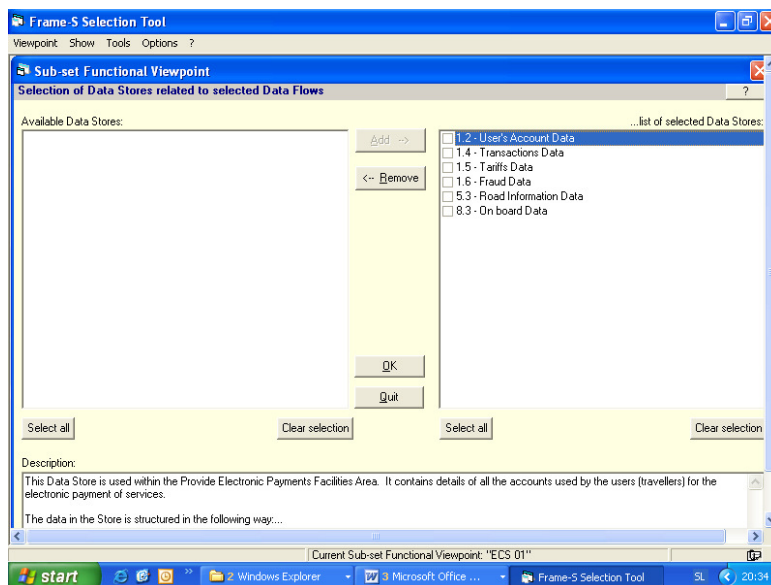 Frame-S Selection Tool
Viewpoint Show Tools Options ?
Sub-set Functional Viewpoint
Selection of Data Stores related to selected Data Flows
?
Available Data Stores:
...list of selected Data Stores:
Add -->
<-- Remove
1.2 - User's Account Data
1.4 - Transactions Data
1.5 - Tariffs Data
1.6 - Fraud Data
5.3 - Road Information Data
8.3 - On board Data
OK
Quit
Select all
Clear selection
Select all
Clear selection
Description:
This Data Store is used within the Provide Electronic Payments Facilities Area. It contains details of all the accounts used by the users (travellers) for the
electronic payment of services.
The data in the Store is structured in the following way:...
Current Sub-set Functional Viewpoint: "ECS 01"
start
2 Windows Explorer
3 Microsoft Office ...
Frame-S Selection Tool
SL
20:34